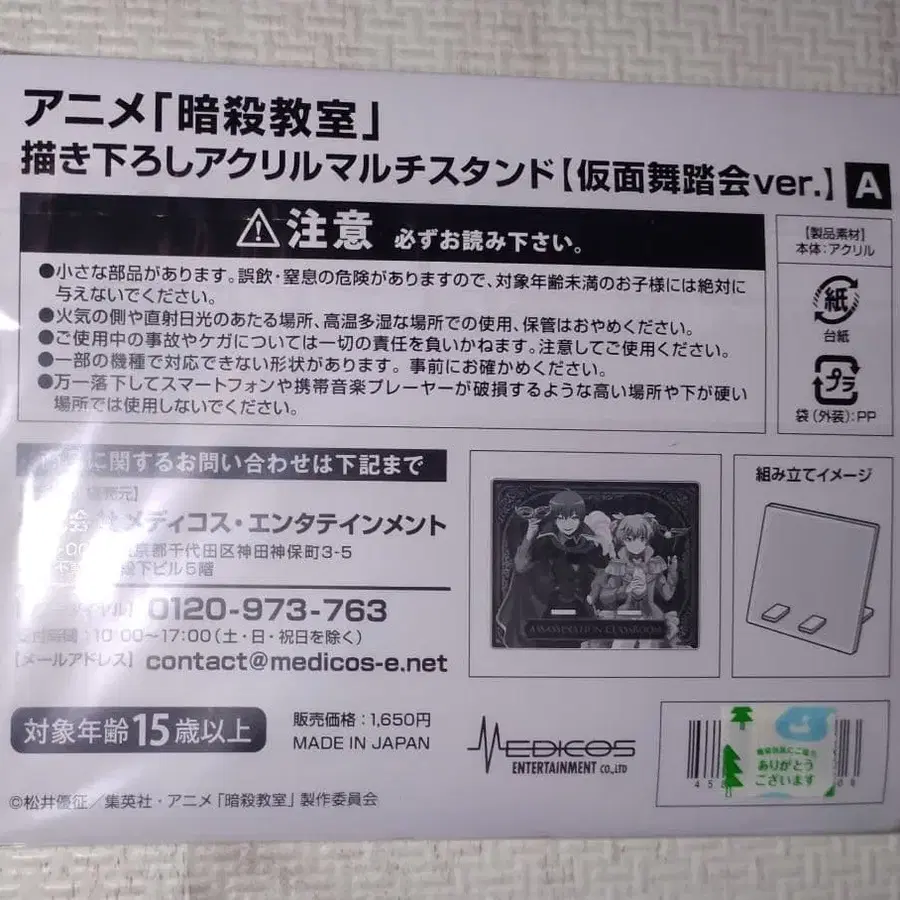 アニメ「暗殺教室」
描き下ろしアクリルマルチスタンド【仮面舞踏会ver.】 A
⚠注意 必ずお読み下さい。
●小さな部品があります。誤飲・窒息の危険がありますので、対象年齢未満のお子様には絶対に
与えないでください。
●火気の側や直射日光のあたる場所、高温多湿な場所での使用、保管はおやめください。
●ご使用中の事故やケガについては一切の責任を負いかねます。注意してご使用ください。
●一部の機種で対応できない形状があります。事前にお確かめください。
●万一落下してスマートフォンや携帯音楽プレーヤーが破損するような高い場所や下が硬い
場所では使用しないでください。
【製品素材】
本体:アクリル
紙
台紙
プラ
袋(外装):PP
に関するお問い合わせは下記まで
メディコス・エンタテインメント
京都千代田区神田神保町3-5
下ビル5階
0120-973-763
10:00〜17:00(土・日・祝日を除く)
【メールアドレス】 contact@medicos-e.net
ASSASSINATION CLASSROOM
組み立てイメージ
対象年齢15歳以上
販売価格:1,650円
MADE IN JAPAN
MEDICOS
ENTERTAINMENT CO.,LTD
ありがとう
ございます
458
©松井優征/集英社・アニメ「暗殺教室」製作委員会